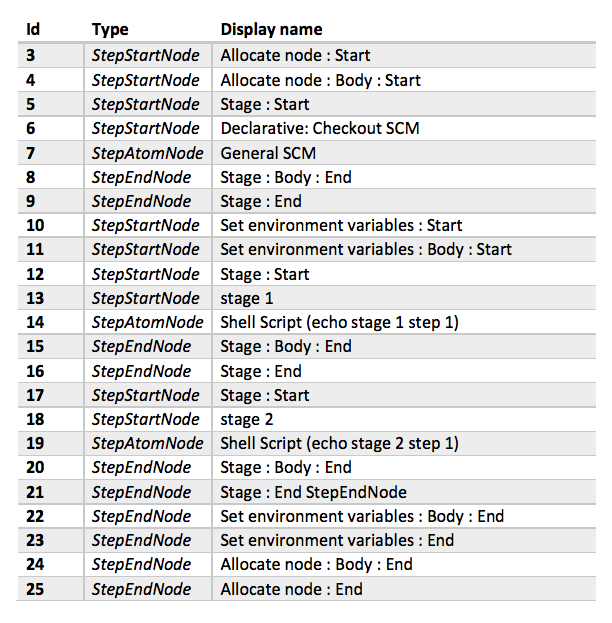 Id Type Display name
3 StepStartNode Allocate node : Start
4 StepStartNode Allocate node : Body : Start
5 StepStartNode Stage : Start
6 StepStartNode Declarative: Checkout SCM
7 StepAtomNode General SCM
8 StepEndNode Stage : Body : End
9 StepEndNode Stage : End
10 StepStartNode Set environment variables : Start
11 StepStartNode Set environment variables : Body : Start
12 StepStartNode Stage : Start
13 StepStartNode stage 1
14 StepAtomNode Shell Script (echo stage 1 step 1)
15 StepEndNode Stage : Body : End
16 StepEndNode Stage : End
17 StepStartNode Stage : Start
18 StepStartNode stage 2
19 StepAtomNode Shell Script (echo stage 2 step 1)
20 StepEndNode Stage : Body : End
21 StepEndNode Stage : End StepEndNode
22 StepEndNode Set environment variables : Body : End
23 StepEndNode Set environment variables : End
24 StepEndNode Allocate node : Body : End
25 StepEndNode Allocate node : End